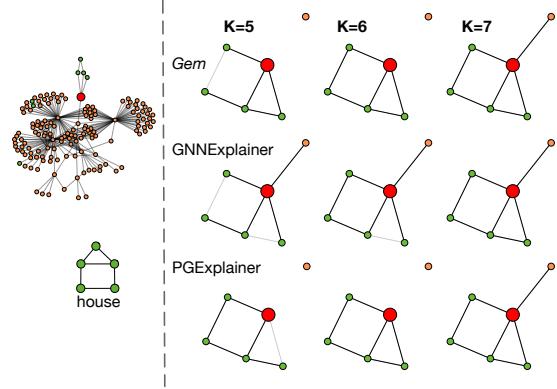 K=5 K=6 K=7
Gem
GNNExplainer
PGExplainer
house